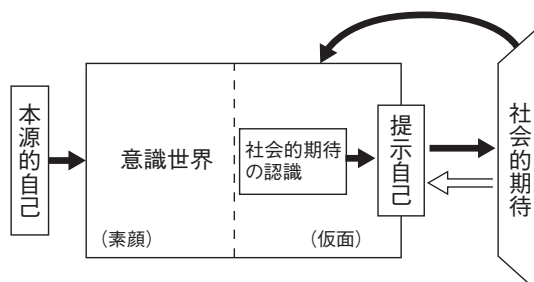 本源的自己
意識世界
社会的期待
の認識
提示自己
社会的期待
（素顔）
（仮面）